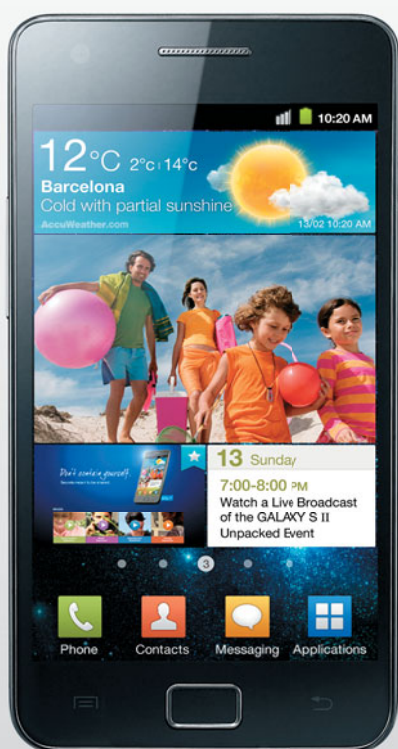 10:20 AM
12°C 2°C | 14°C
Barcelona
Cold with partial sunshine
AccuWeather.com 13/02 10:20 AM
Don't contain yourself.
13 Sunday
7:00-8:00 PM
Watch a Live Broadcast
of the GALAXY S II
Unpacked Event
3
Phone Contacts Messaging Applications